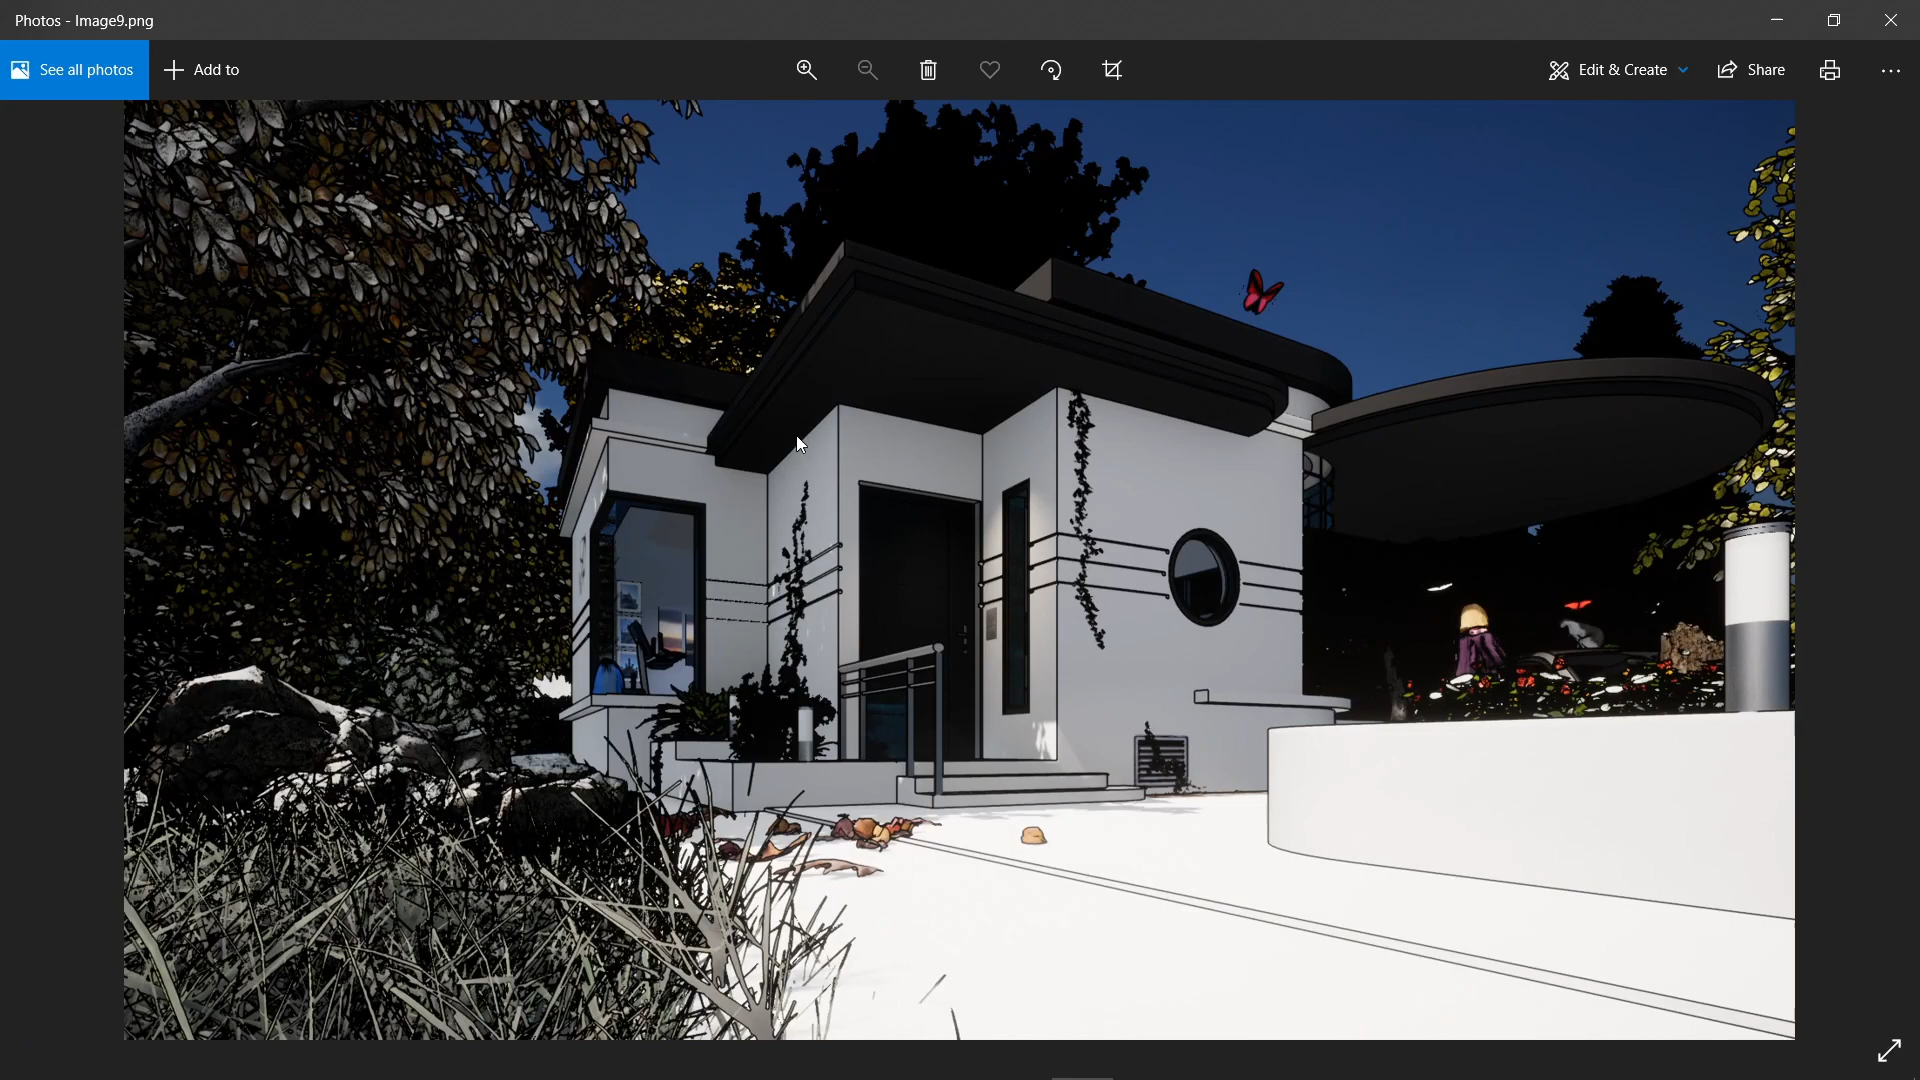 Photos - Image9.png
See all photos
Add to
Edit & Create
Share